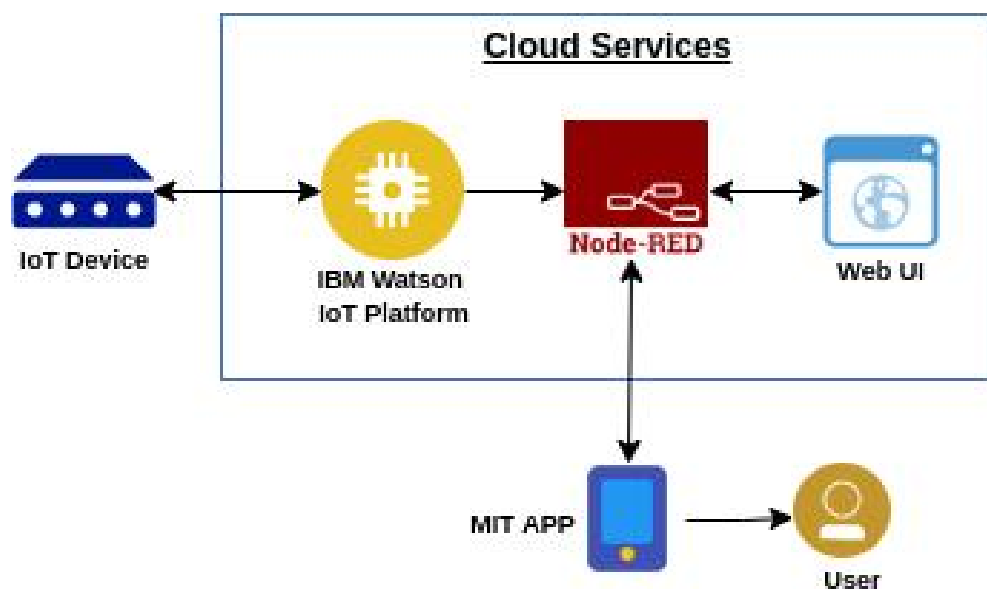 Cloud Services
IoT Device
IBM Watson
IoT Platform
Node-RED
Web UI
MIT APP
User